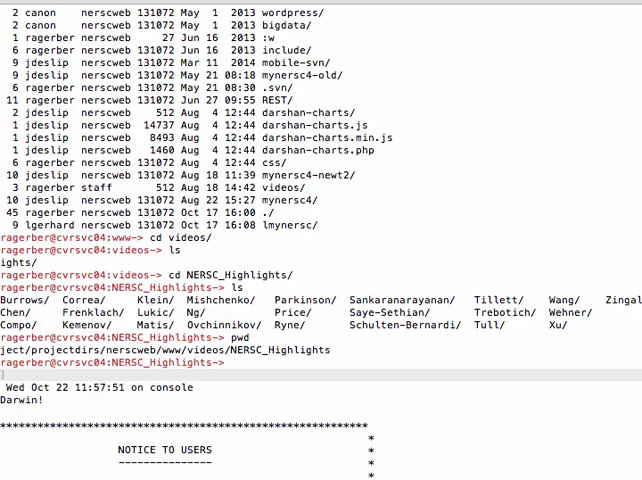 2 canon    nerscweb 131072 May  1  2013 wordpress/
2 canon    nerscweb 131072 May  1  2013 bigdata/
1 ragerber nerscweb     27 Jun 16  2013 :w
6 ragerber nerscweb 131072 Jun 16  2013 include/
9 jdeslip  nerscweb 131072 Mar 11  2014 mobile-svn/
9 jdeslip  nerscweb 131072 May 21 08:18 mynersc4-old/
6 ragerber nerscweb 131072 May 21 08:30 .svn/
11 ragerber nerscweb 131072 Jun 27 09:55 REST/
2 jdeslip  nerscweb    512 Aug  4 12:44 darshan-charts/
1 jdeslip  nerscweb  14737 Aug  4 12:44 darshan-charts.js
1 jdeslip  nerscweb   8493 Aug  4 12:44 darshan-charts.min.js
1 jdeslip  nerscweb   1460 Aug  4 12:44 darshan-charts.php
6 ragerber nerscweb 131072 Aug  4 12:44 css/
10 jdeslip  nerscweb 131072 Aug 18 11:39 mynersc4-newt2/
3 ragerber staff       512 Aug 18 14:42 videos/
10 jdeslip  nerscweb 131072 Aug 22 15:27 mynersc4/
45 ragerber nerscweb 131072 Oct 17 16:00 ./
9 lgerhard nerscweb 131072 Oct 17 16:08 lmynersc/
ragerber@cvrsvc04:www-> cd videos/
ragerber@cvrsvc04:videos-> ls
ights/
ragerber@cvrsvc04:videos-> cd NERSC_Highlights/
ragerber@cvrsvc04:NERSC_Highlights-> ls
Burrows/  Correa/     Klein/  Mishchenko/   Parkinson/  Sankaranarayanan/   Tillett/    Wang/    Zingal
Chen/     Frenklach/  Lukic/  Ng/           Price/      Saye-Sethian/       Trebotich/  Wehner/
Compo/    Kemenov/    Matis/  Ovchinnikov/  Ryne/       Schulten-Bernardi/  Tull/       Xu/
ragerber@cvrsvc04:NERSC_Highlights-> pwd
ject/projectdirs/nerscweb/www/videos/NERSC_Highlights
ragerber@cvrsvc04:NERSC_Highlights->
]
Wed Oct 22 11:57:51 on console
Darwin!
***********************************************************
*
NOTICE TO USERS                         *
---------------                         *
*